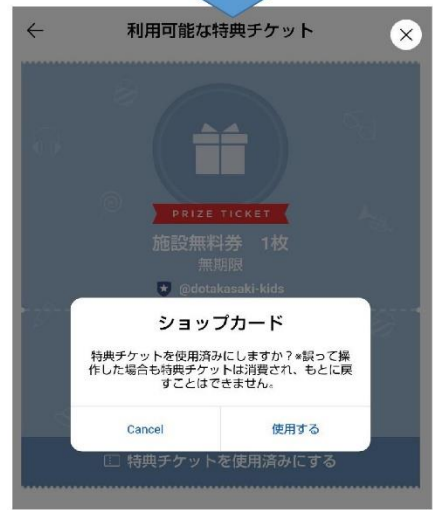 利用可能な特典チケット
PRIZE TICKET
施設無料券 1枚
無期限
@dotakasaki-kids
ショップカード
特典チケットを使用済みにしますか？※誤って操
作した場合も特典チケットは消費され、もとに戻
すことはできません。
Cancel 使用する
特典チケットを使用済みにする